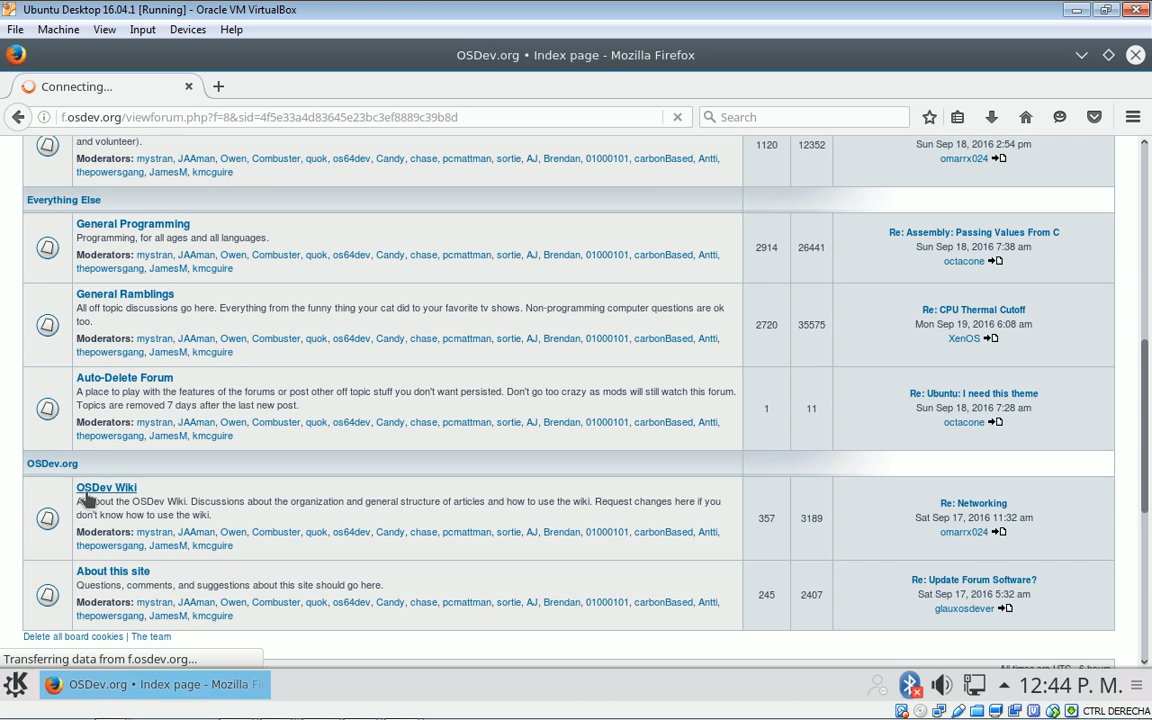 Ubuntu Desktop 16.04.1 [Running] - Oracle VM VirtualBox
File Machine View Input Devices Help
OSDev.org • Index page - Mozilla Firefox
Connecting...
f.osdev.org/viewforum.php?f=8&sid=4f5e33a4d83645e23bc3ef8889c39b8d
Search
and volunteer).
Moderators: mystran, JAAman, Owen, Combuster, quok, os64dev, Candy, chase, pcmattman, sortie, AJ, Brendan, 01000101, carbonBased, Antti,
thepowersgang, JamesM, kmcguire
1120 12352
Sun Sep 18, 2016 2:54 pm
omarrx024
Everything Else
General Programming
Programming, for all ages and all languages.
Moderators: mystran, JAAman, Owen, Combuster, quok, os64dev, Candy, chase, pcmattman, sortie, AJ, Brendan, 01000101, carbonBased, Antti,
thepowersgang, JamesM, kmcguire
2914 26441
Re: Assembly: Passing Values From C
Sun Sep 18, 2016 7:38 am
octacone
General Ramblings
All off topic discussions go here. Everything from the funny thing your cat did to your favorite tv shows. Non-programming computer questions are ok
too.
Moderators: mystran, JAAman, Owen, Combuster, quok, os64dev, Candy, chase, pcmattman, sortie, AJ, Brendan, 01000101, carbonBased, Antti,
thepowersgang, JamesM, kmcguire
2720 35575
Re: CPU Thermal Cutoff
Mon Sep 19, 2016 6:08 am
XenOS
Auto-Delete Forum
A place to play with the features of the forums or post other off topic stuff you don't want persisted. Don't go too crazy as mods will still watch this forum.
Topics are removed 7 days after the last new post.
Moderators: mystran, JAAman, Owen, Combuster, quok, os64dev, Candy, chase, pcmattman, sortie, AJ, Brendan, 01000101, carbonBased, Antti,
thepowersgang, JamesM, kmcguire
1 11
Re: Ubuntu: I need this theme
Sun Sep 18, 2016 7:28 am
octacone
OSDev.org
OSDev Wiki
about the OSDev Wiki. Discussions about the organization and general structure of articles and how to use the wiki. Request changes here if you
don't know how to use the wiki.
Moderators: mystran, JAAman, Owen, Combuster, quok, os64dev, Candy, chase, pcmattman, sortie, AJ, Brendan, 01000101, carbonBased, Antti,
thepowersgang, JamesM, kmcguire
357 3189
Re: Networking
Sat Sep 17, 2016 11:32 am
omarrx024
About this site
Questions, comments, and suggestions about this site should go here.
Moderators: mystran, JAAman, Owen, Combuster, quok, os64dev, Candy, chase, pcmattman, sortie, AJ, Brendan, 01000101, carbonBased, Antti,
thepowersgang, JamesM, kmcguire
245 2407
Re: Update Forum Software?
Sat Sep 17, 2016 5:32 am
glauxosdever
Delete all board cookies | The team
Transferring data from f.osdev.org...
All times are UTC - 6 hours
OSDev.org • Index page - Mozilla Fi
12:44 P. M.
CTRL DERECHA